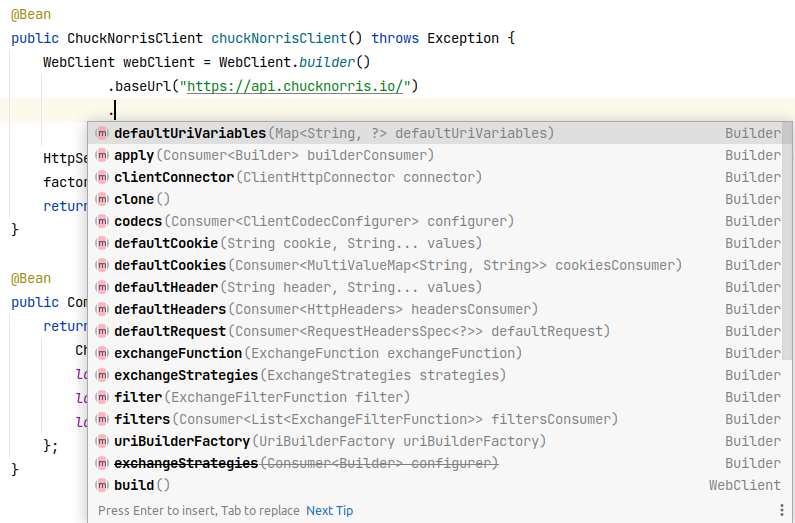 @Bean
public ChuckNorrisClient chuckNorrisClient() throws Exception {
WebClient webClient = WebClient.builder()
.baseUrl("https://api.chucknorris.io/")
.
defaultUriVariables(Map<String, ?> defaultUriVariables) Builder
apply(Consumer<Builder> builderConsumer) Builder
HttpSe
clientConnector(ClientHttpConnector connector) Builder
factor
clone() Builder
return
codecs(Consumer<ClientCodecConfigurer> configurer) Builder
}
defaultCookie(String cookie, String... values) Builder
defaultCookies(Consumer<MultiValueMap<String, String>> cookiesConsumer) Builder
@Bean
defaultHeader(String header, String... values) Builder
public Com
defaultHeaders(Consumer<HttpHeaders> headersConsumer) Builder
return
defaultRequest(Consumer<RequestHeadersSpec<?>> defaultRequest) Builder
Ch
exchangeFunction(ExchangeFunction exchangeFunction) Builder
exchangeStrategies(ExchangeStrategies strategies) Builder
lo
filter(ExchangeFilterFunction filter) Builder
lo
filters(Consumer<List<ExchangeFilterFunction>> filtersConsumer) Builder
lo
uriBuilderFactory(UriBuilderFactory uriBuilderFactory) Builder
};
exchangeStrategies(Consumer<Builder> configurer) Builder
}
build() WebClient
Press Enter to insert, Tab to replace Next Tip